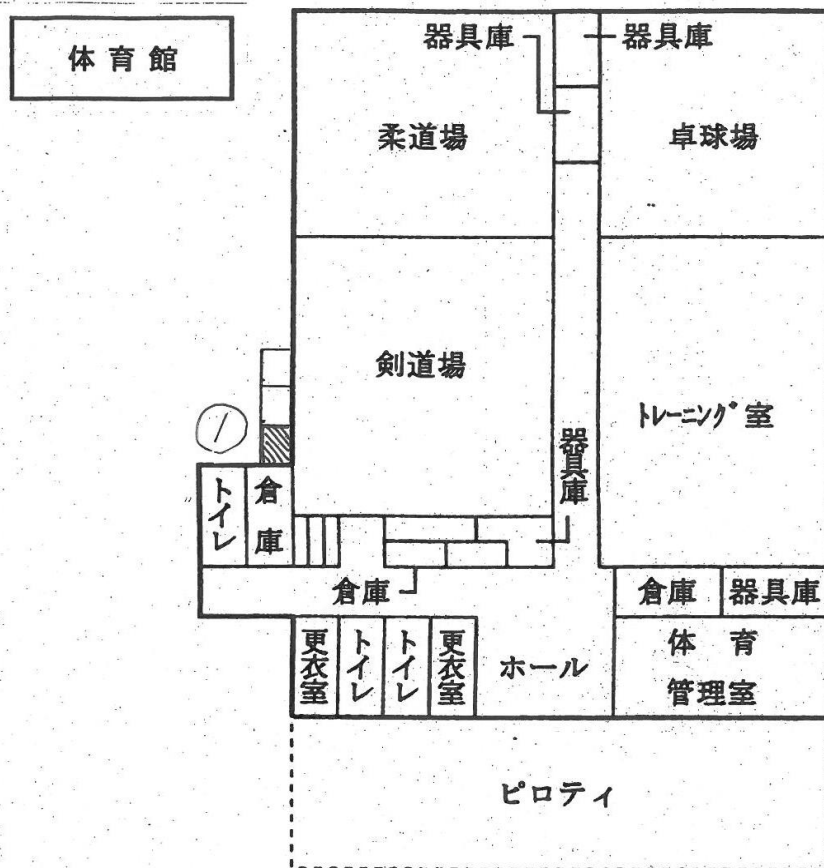 体育館
器具庫
器具庫
柔道場
卓球場
剣道場
トレーニング室
①
器具庫
トイレ
倉庫
倉庫
倉庫
器具庫
更衣室
トイレ
トイレ
更衣室
ホール
体育
管理室
ピロティ